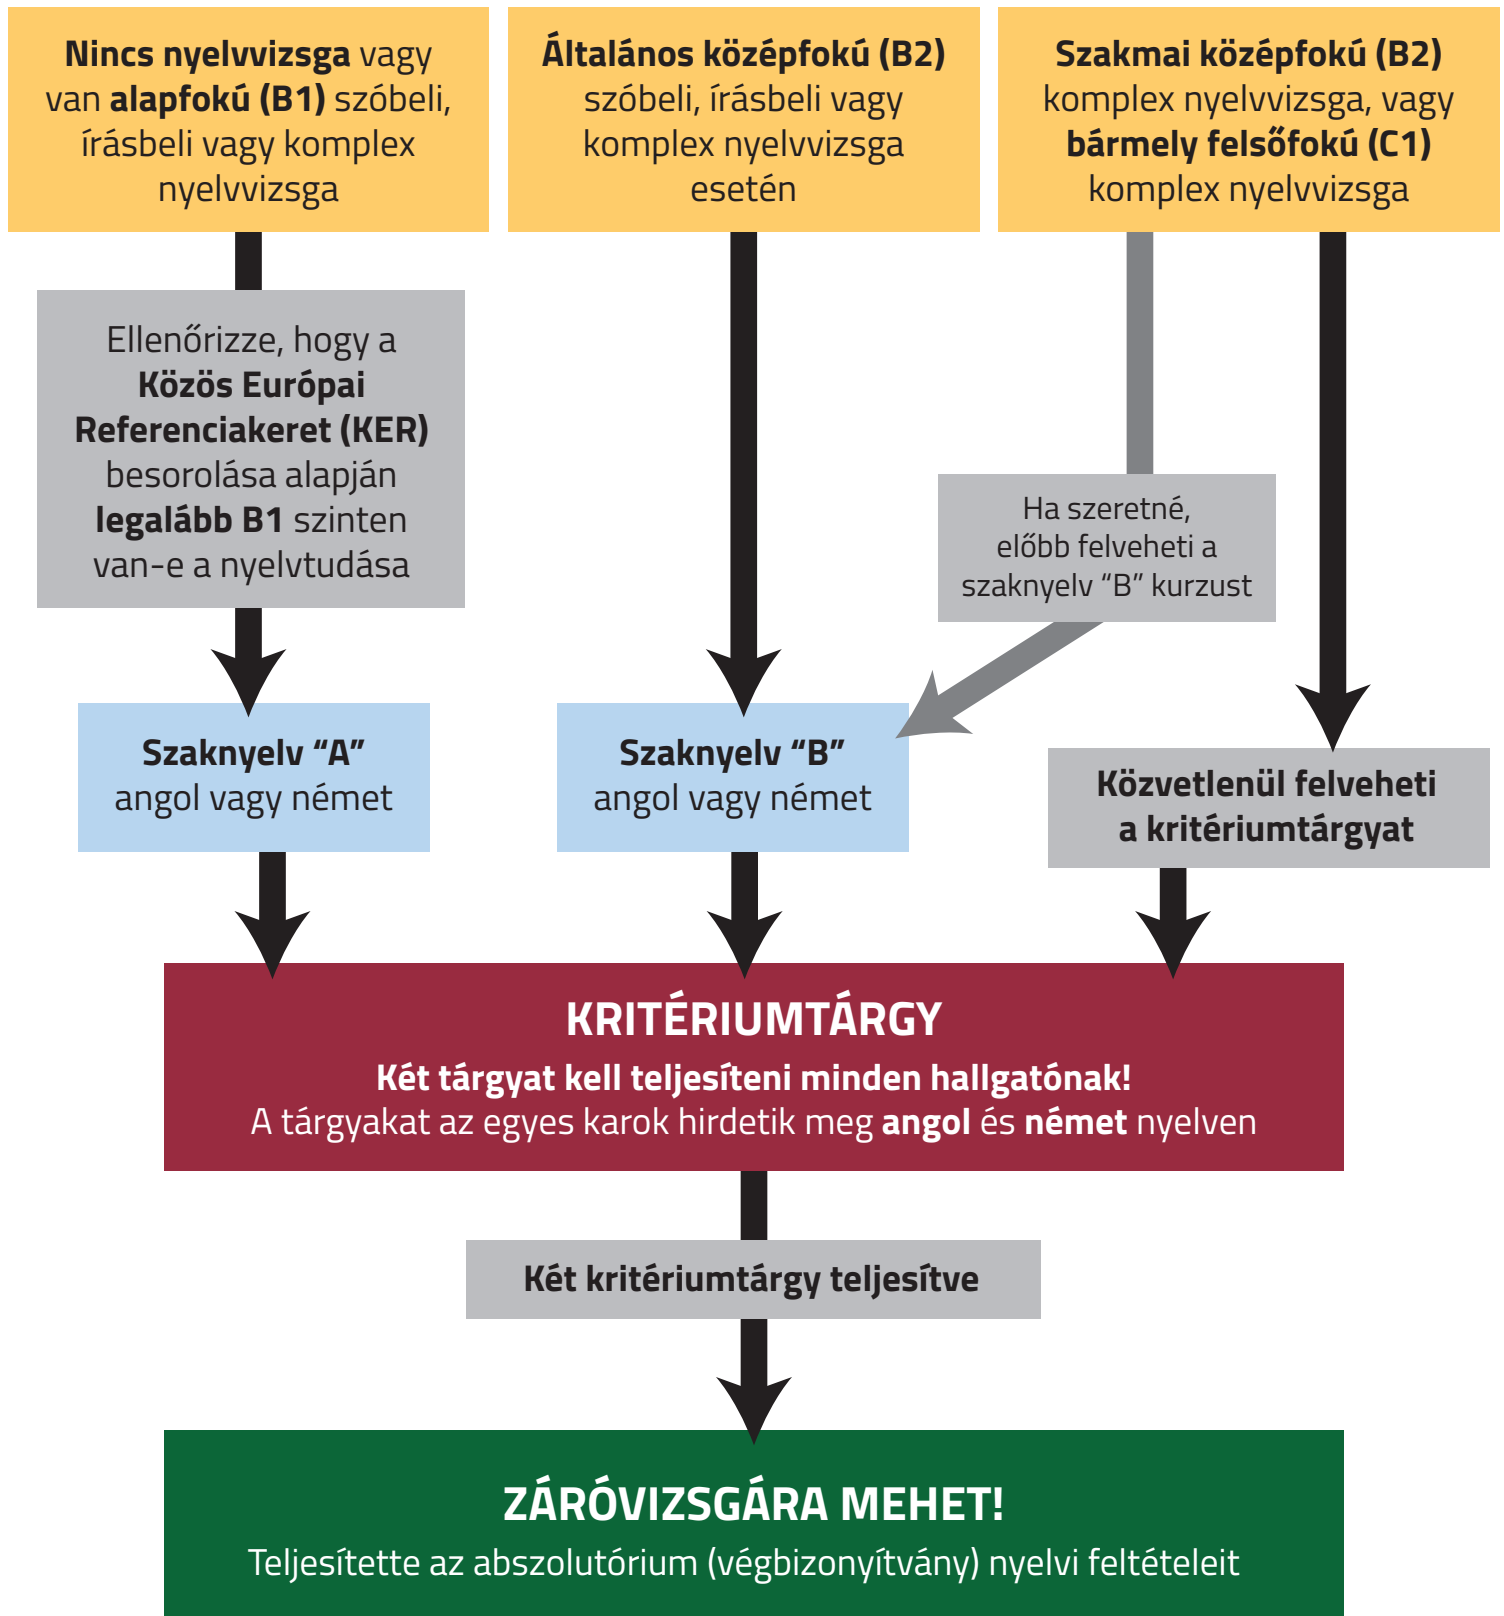 Nincs nyelvvizsga vagy
van alapfokú (B1) szóbeli,
írásbeli vagy komplex
nyelvvizsga
Általános középfokú (B2)
szóbeli, írásbeli vagy
komplex nyelvvizsga
esetén
Szakmai középfokú (B2)
komplex nyelvvizsga, vagy
bármely felsőfokú (C1)
komplex nyelvvizsga
Ellenőrizze, hogy a
Közös Európai
Referenciakeret (KER)
besorolása alapján
legalább B1 szinten
van-e a nyelvtudása
Ha szeretné,
előbb felveheti a
szaknyelv “B” kurzust
Szaknyelv “A”
angol vagy német
Szaknyelv “B”
angol vagy német
Közvetlenül felveheti
a kritériumtárgyat
KRITÉRIUMTÁRGY
Két tárgyat kell teljesíteni minden hallgatónak!
A tárgyakat az egyes karok hirdetik meg angol és német nyelven
Két kritériumtárgy teljesítve
ZÁRÓVIZSGÁRA MEHET!
Teljesítette az abszolutórium (végbizonyítvány) nyelvi feltételeit